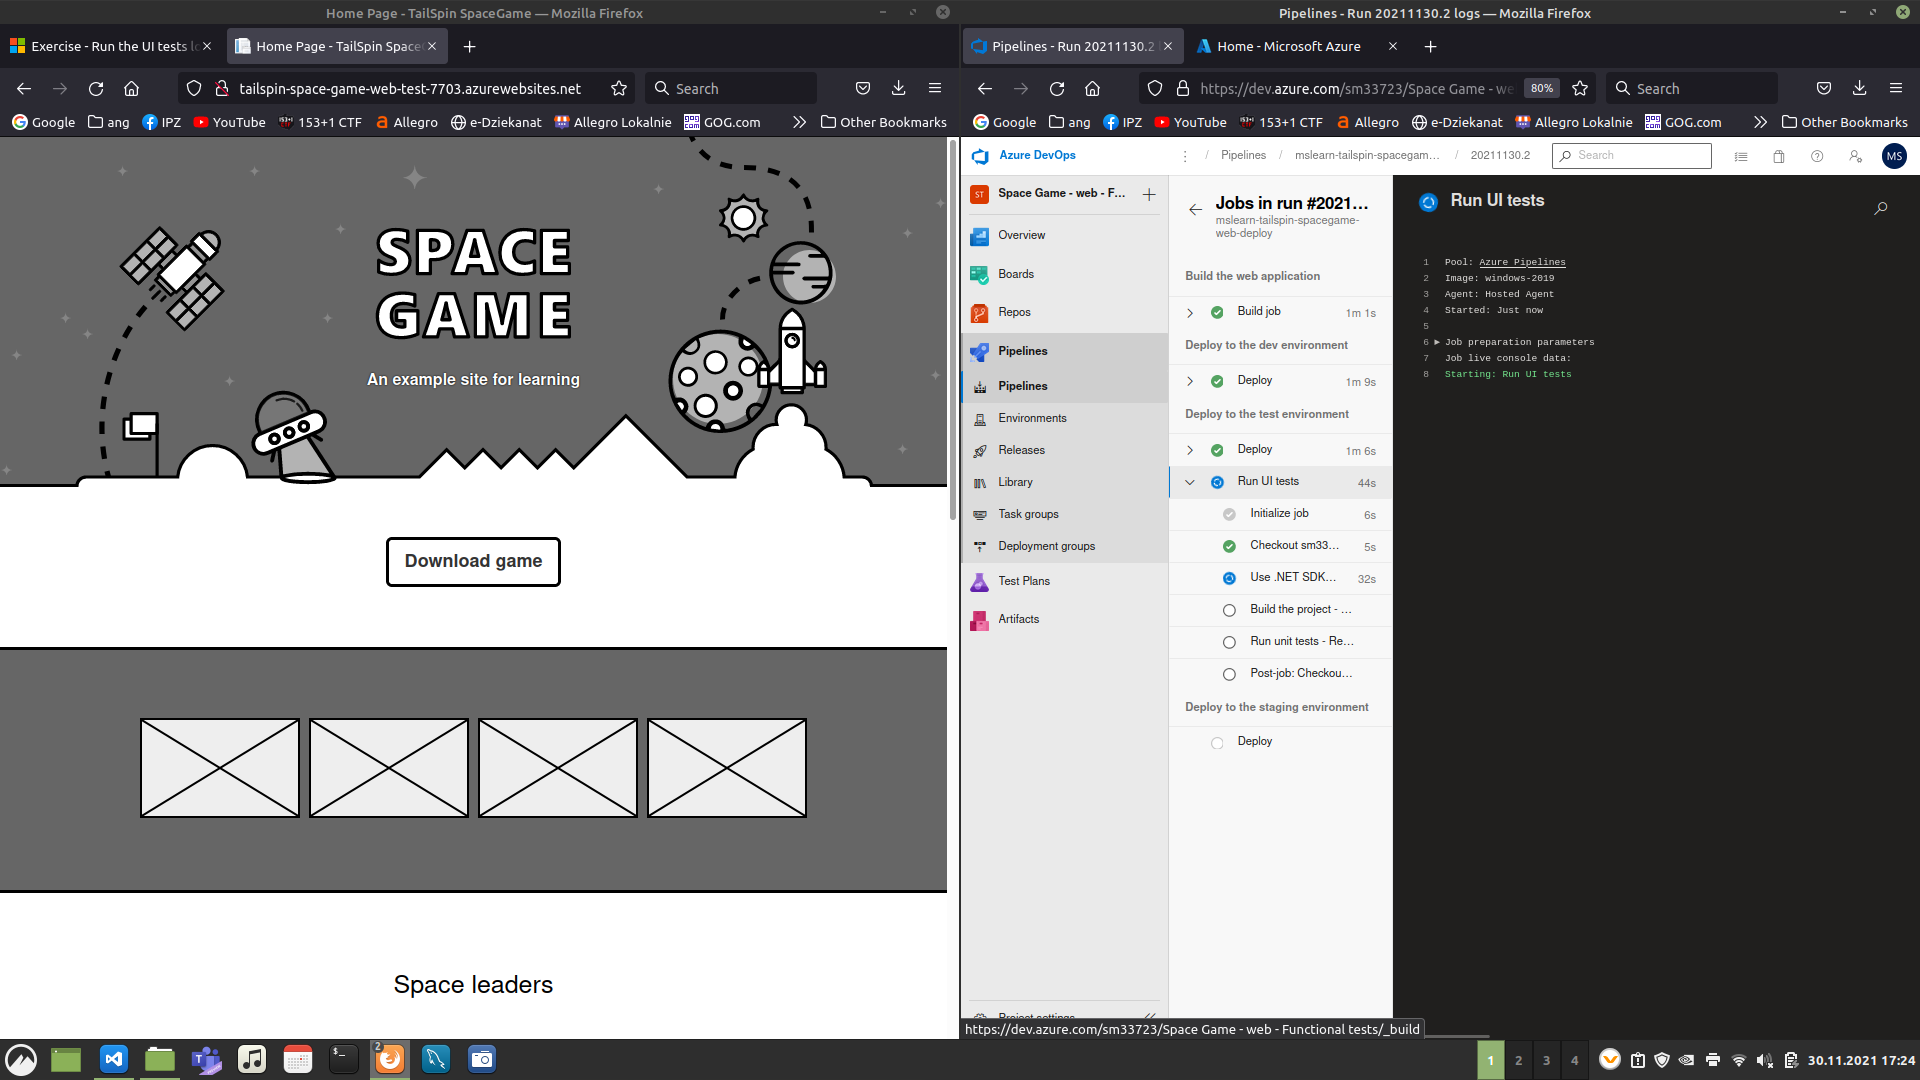 Home Page - TailSpin SpaceGame — Mozilla Firefox
Exercise - Run the UI tests lo
Home Page - TailSpin SpaceG
tailspin-space-game-web-test-7703.azurewebsites.net
Search
Google
ang
IPZ
YouTube
153+1 CTF
Allegro
e-Dziekanat
Allegro Lokalnie
GOG.com
Other Bookmarks
SPACE
GAME
An example site for learning
Download game
Space leaders
Pipelines - Run 20211130.2 logs — Mozilla Firefox
Pipelines - Run 20211130.2 l
Home - Microsoft Azure
https://dev.azure.com/sm33723/Space Game - we
80%
Search
Google
ang
IPZ
YouTube
153+1 CTF
Allegro
e-Dziekanat
Allegro Lokalnie
GOG.com
Other Bookmarks
Azure DevOps
/ Pipelines / mslearn-tailspin-spacegam... / 20211130.2
Search
MS
ST
Space Game - web - F...
Overview
Boards
Repos
Pipelines
Pipelines
Environments
Releases
Library
Task groups
Deployment groups
Test Plans
Artifacts
Project settings
Jobs in run #2021...
mslearn-tailspin-spacegame-
web-deploy
Build the web application
Build job 1m 1s
Deploy to the dev environment
Deploy 1m 9s
Deploy to the test environment
Deploy 1m 6s
Run UI tests 44s
Initialize job 6s
Checkout sm33... 5s
Use .NET SDK... 32s
Build the project - ...
Run unit tests - Re...
Post-job: Checkou...
Deploy to the staging environment
Deploy
Run UI tests
1 Pool: Azure Pipelines
2 Image: windows-2019
3 Agent: Hosted Agent
4 Started: Just now
5
6 Job preparation parameters
7 Job live console data:
8 Starting: Run UI tests
https://dev.azure.com/sm33723/Space Game - web - Functional tests/_build
2
1 2 3 4
30.11.2021 17:24